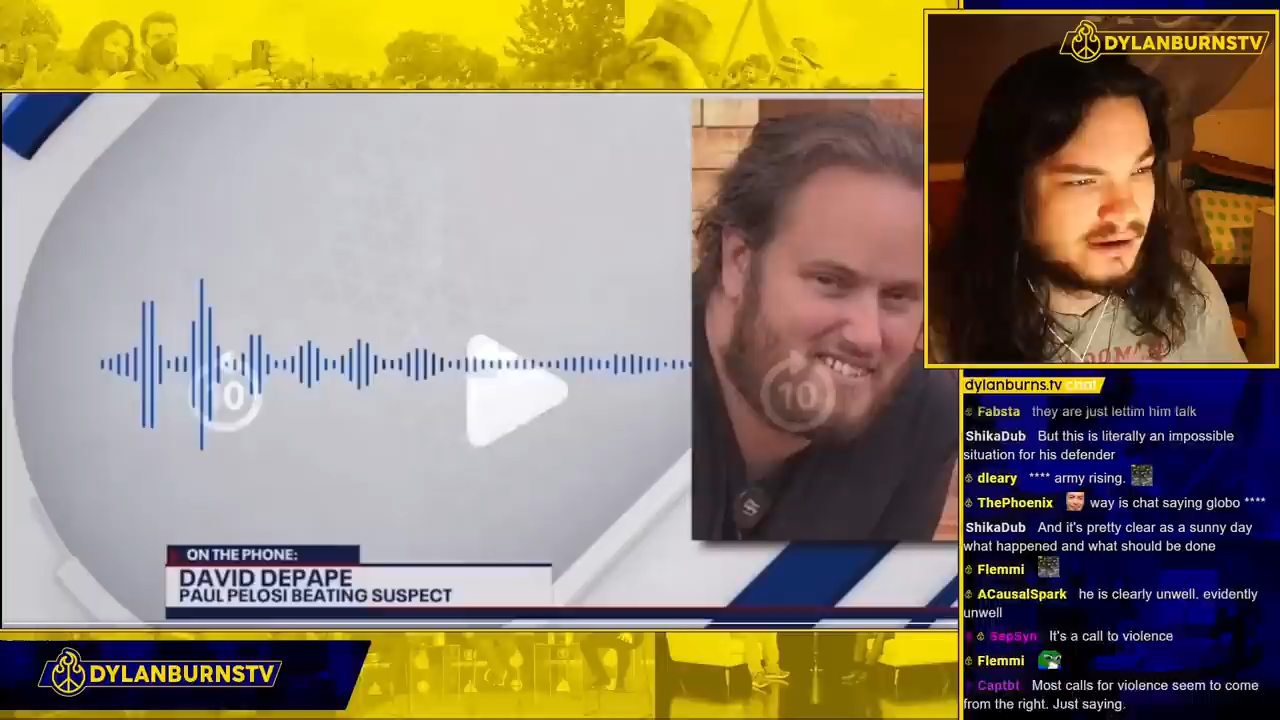 DYLANBURNSTV
10
10
ON THE PHONE:
DAVID DEPAPE
PAUL PELOSI BEATING SUSPECT
DYLANBURNSTV
dylanburns.tv chat
Fabsta they are just lettim him talk
ShikaDub But this is literally an impossible
situation for his defender
dleary **** army rising.
ThePhoenix way is chat saying globo ****
ShikaDub And it's pretty clear as a sunny day
what happened and what should be done
Flemmi
ACausalSpark he is clearly unwell. evidently
unwell
SepSyn It's a call to violence
Flemmi
Captbt Most calls for violence seem to come
from the right. Just saying.